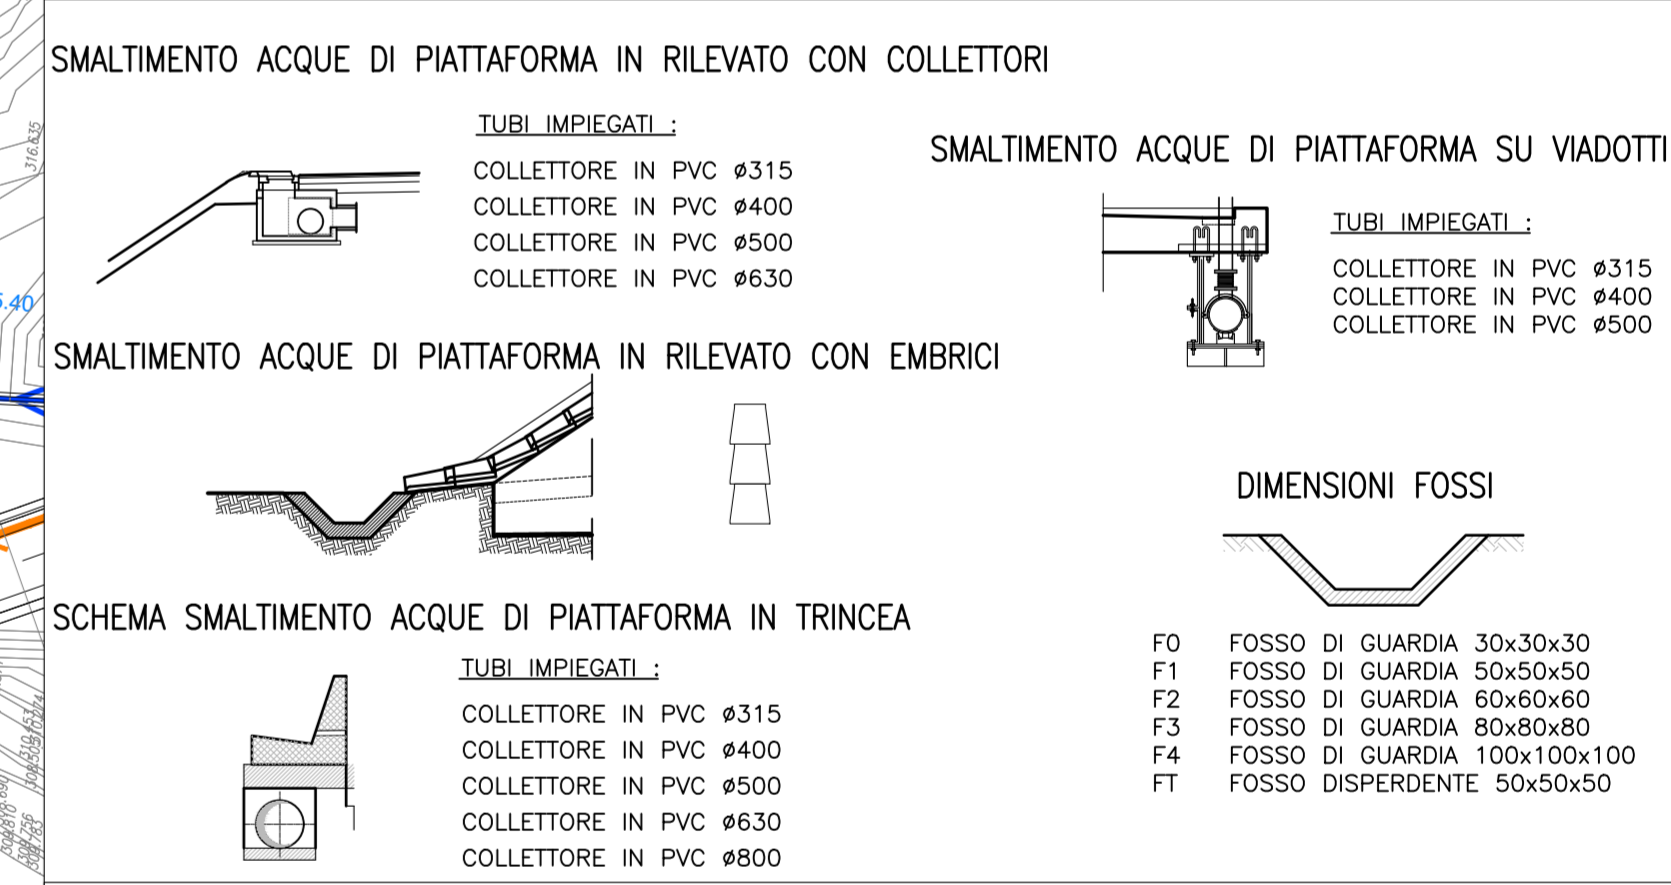 SMALTIMENTO ACQUE DI PIATTAFORMA IN RILEVATO CON COLLETTORI
TUBI IMPIEGATI :
COLLETTORE IN PVC ø315
COLLETTORE IN PVC ø400
COLLETTORE IN PVC ø500
COLLETTORE IN PVC ø630
SMALTIMENTO ACQUE DI PIATTAFORMA SU VIADOTTI
TUBI IMPIEGATI :
COLLETTORE IN PVC ø315
COLLETTORE IN PVC ø400
COLLETTORE IN PVC ø500
SMALTIMENTO ACQUE DI PIATTAFORMA IN RILEVATO CON EMBRICI
DIMENSIONI FOSSI
F0 FOSSO DI GUARDIA 30x30x30
F1 FOSSO DI GUARDIA 50x50x50
F2 FOSSO DI GUARDIA 60x60x60
F3 FOSSO DI GUARDIA 80x80x80
F4 FOSSO DI GUARDIA 100x100x100
FT FOSSO DISPERDENTE 50x50x50
SCHEMA SMALTIMENTO ACQUE DI PIATTAFORMA IN TRINCEA
TUBI IMPIEGATI :
COLLETTORE IN PVC ø315
COLLETTORE IN PVC ø400
COLLETTORE IN PVC ø500
COLLETTORE IN PVC ø630
COLLETTORE IN PVC ø800
316.635